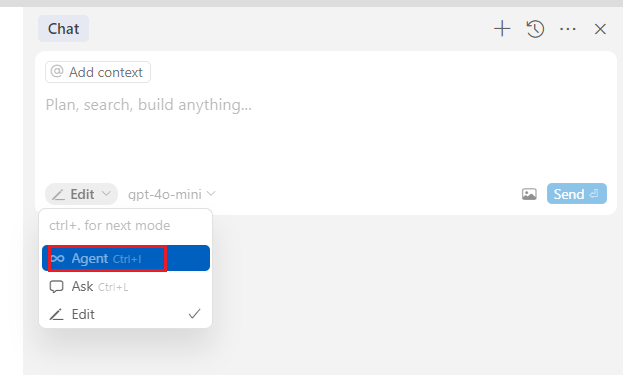 Chat
@ Add context
Plan, search, build anything...
Edit gpt-4o-mini Send
ctrl+. for next mode
Agent Ctrl+I
Ask Ctrl+L
Edit